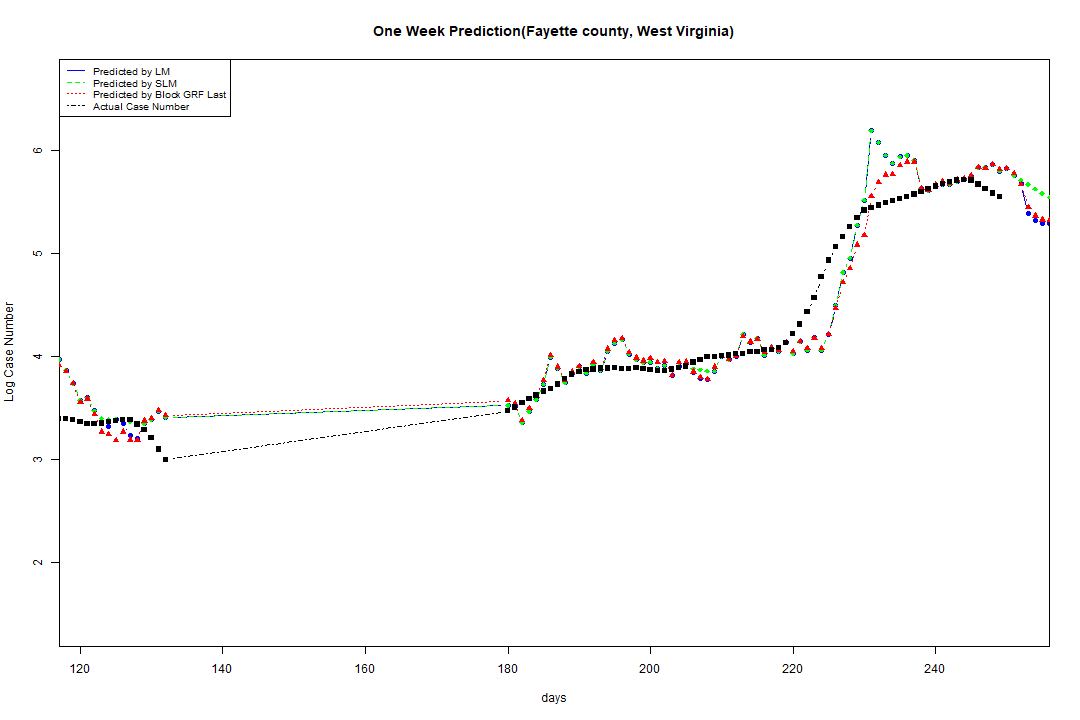 One Week Prediction(Fayette county, West Virginia)
Predicted by LM
Predicted by SLM
Predicted by Block GRF Last
Actual Case Number
6
5
4
3
2
Log Case Number
120 140 160 180 200 220 240
days